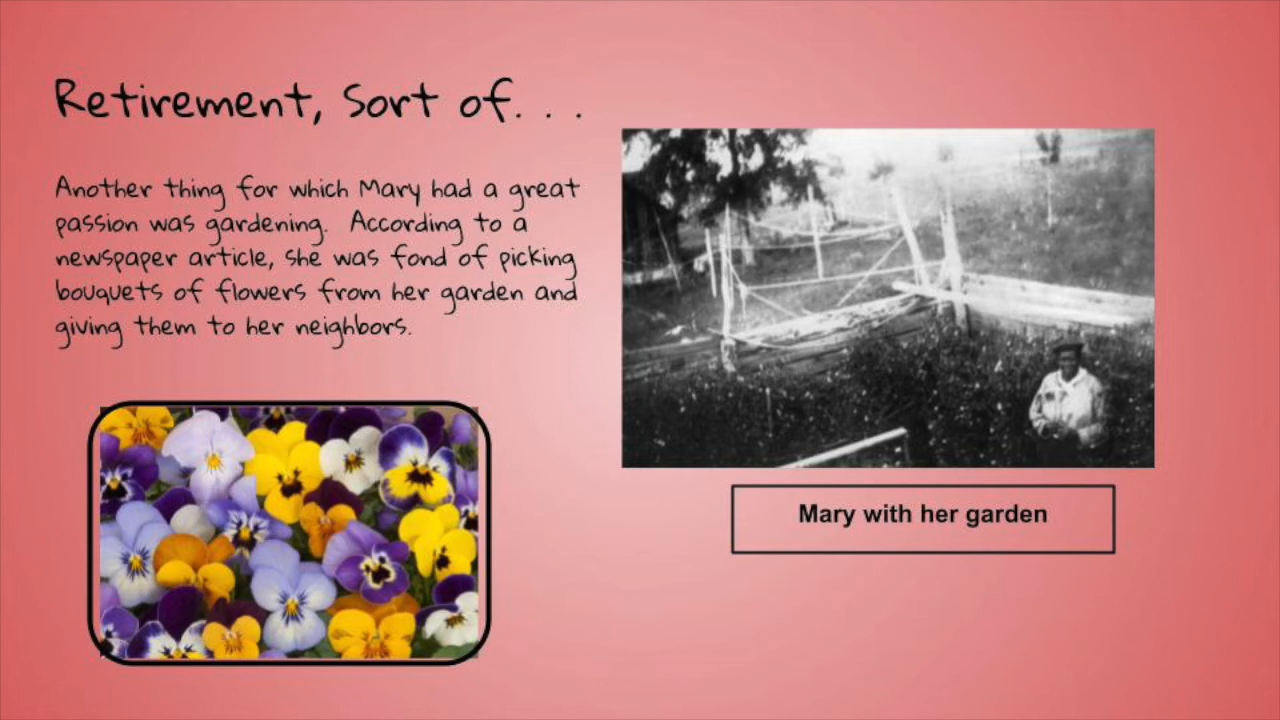 Retirement, Sort of. . .
Another thing for which Mary had a great
passion was gardening.  According to a
newspaper article, she was fond of picking
bouquets of flowers from her garden and
giving them to her neighbors.
Mary with her garden